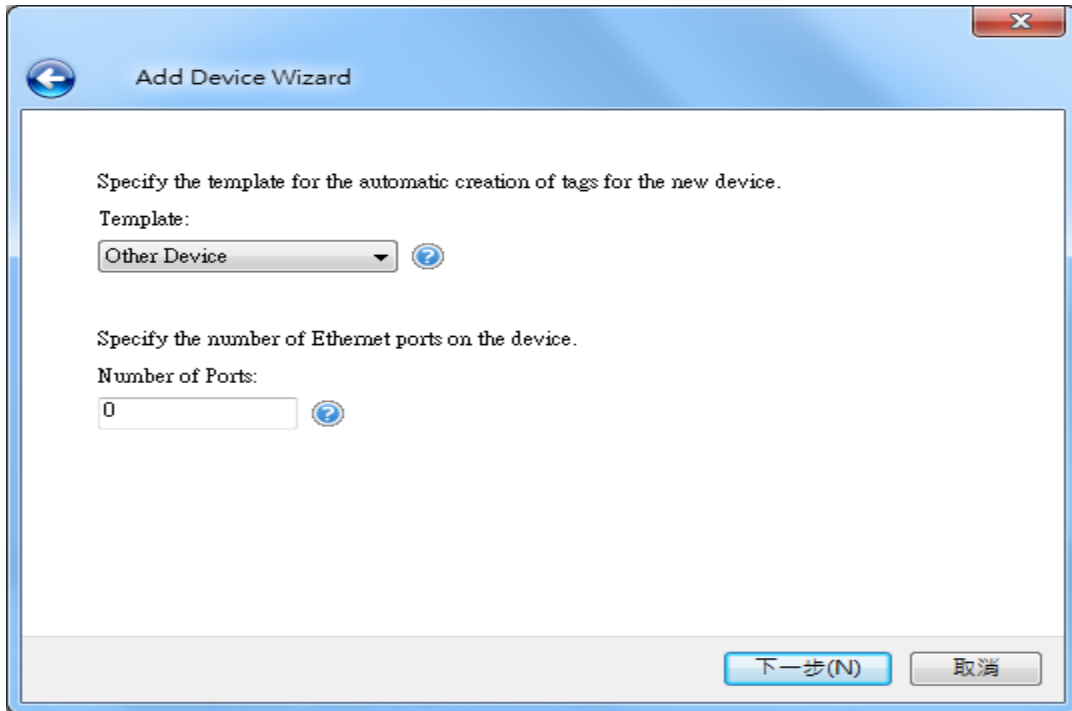 Add Device Wizard
Specify the template for the automatic creation of tags for the new device.
Template:
Other Device
Specify the number of Ethernet ports on the device.
Number of Ports:
0
下一步(N) 取消